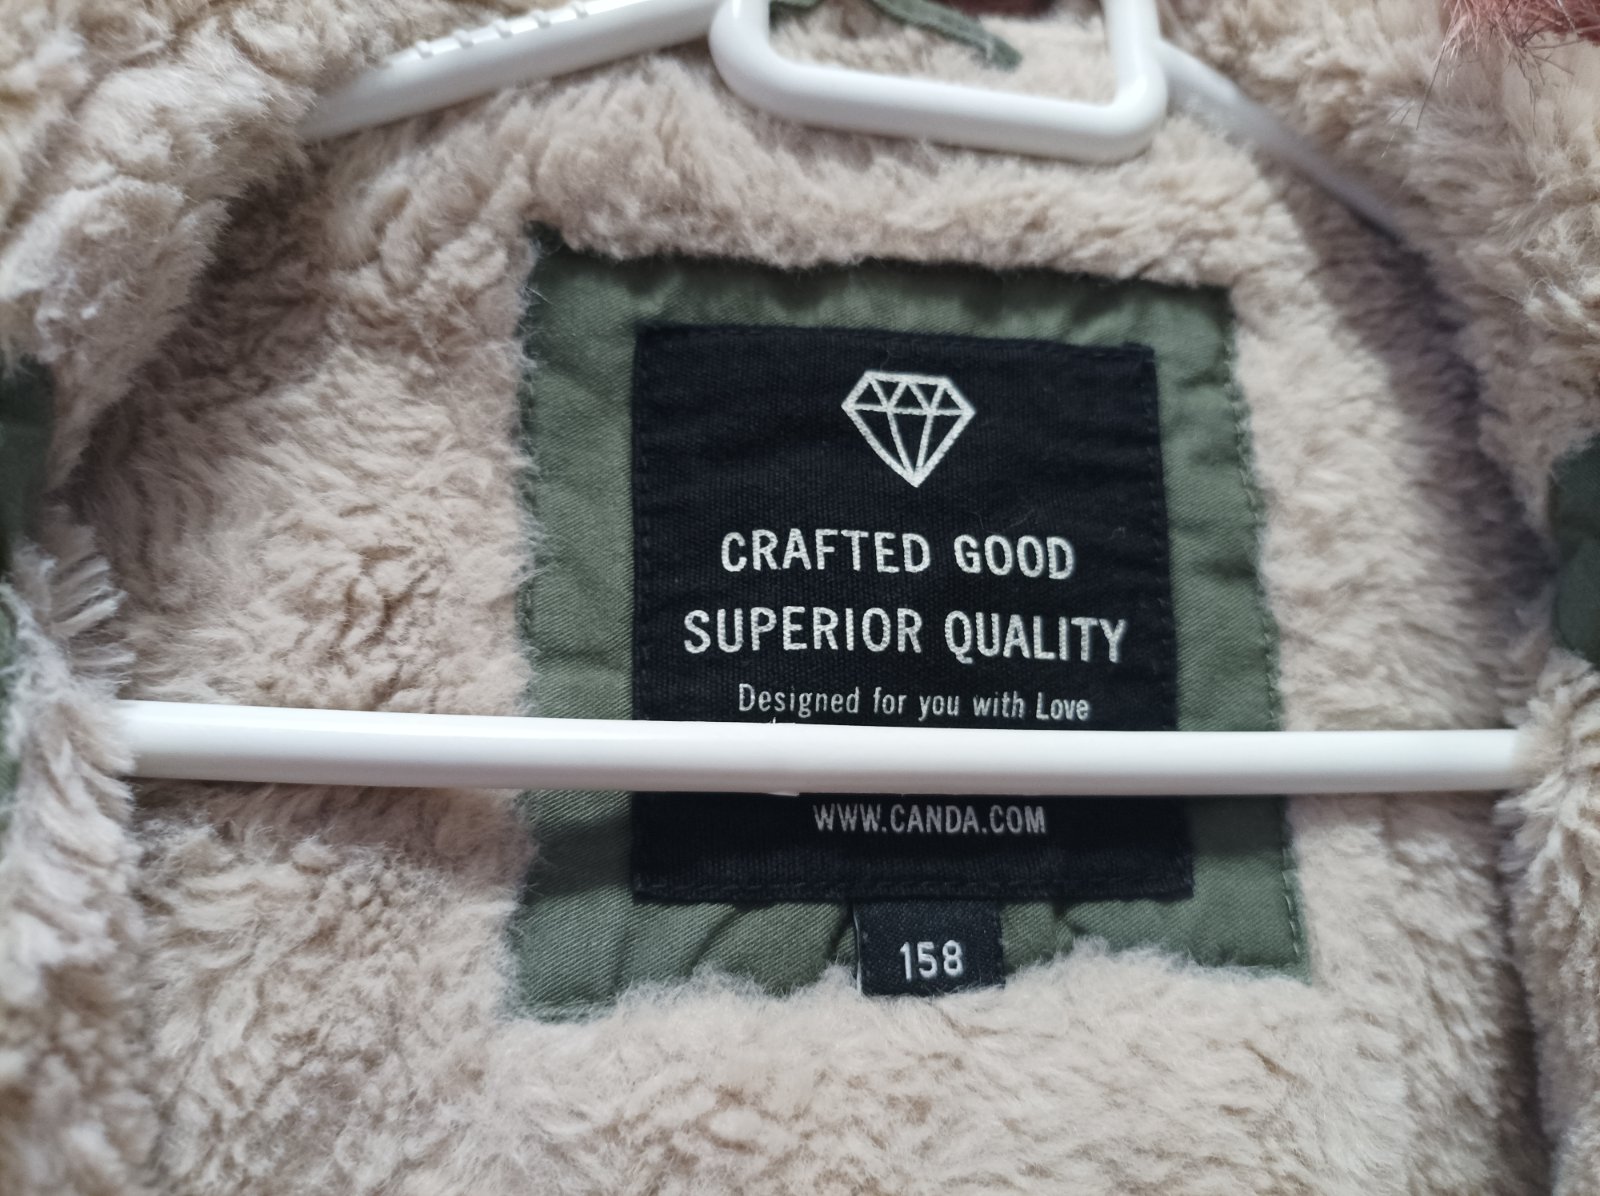 CRAFTED GOOD
SUPERIOR QUALITY
Designed for you with Love
WWW.CANDA.COM
158